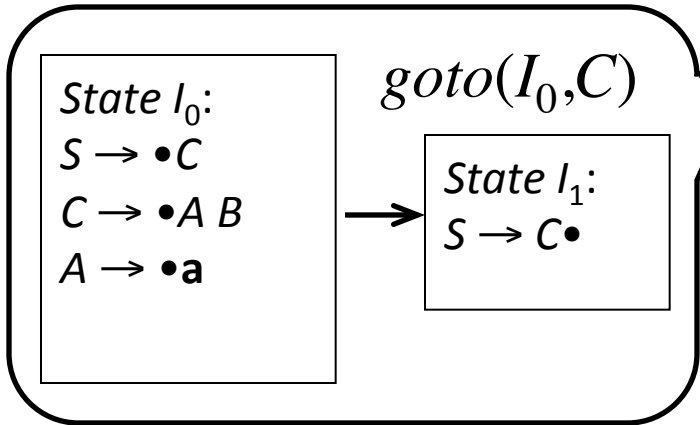 State I₀:
S → •C
C → •A B
A → •a
goto(I₀,C)
State I₁:
S → C•